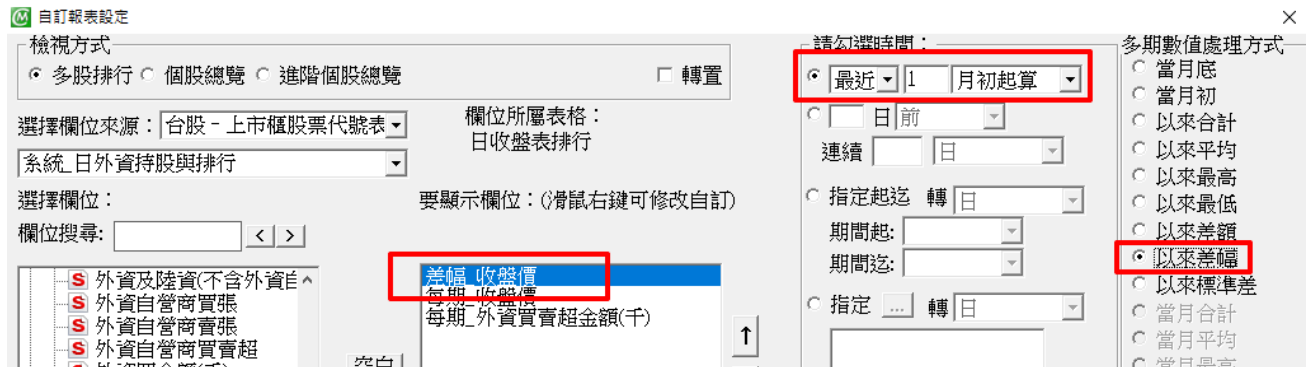 自訂報表設定
檢視方式
多股排行 個股總覽 進階個股總覽 轉置
選擇欄位來源：台股 - 上市櫃股票代號表
欄位所屬表格：
日收盤表排行
系統_日外資持股與排行
選擇欄位：
要顯示欄位：(滑鼠右鍵可修改自訂)
欄位搜尋: < >
外資及陸資(不含外資自
外資自營商買張
外資自營商賣張
外資自營商買賣超
空白
差幅_收盤價
每期_收盤價
每期_外資買賣超金額(千)
↑
請勾選時間：
最近 1 月初起算
日 前
連續 日
指定起迄 轉 日
期間起:
期間迄:
指定 ... 轉 日
多期數值處理方式
當月底
當月初
以來合計
以來平均
以來最高
以來最低
以來差額
以來差幅
以來標準差
當月合計
當月平均
當月最高